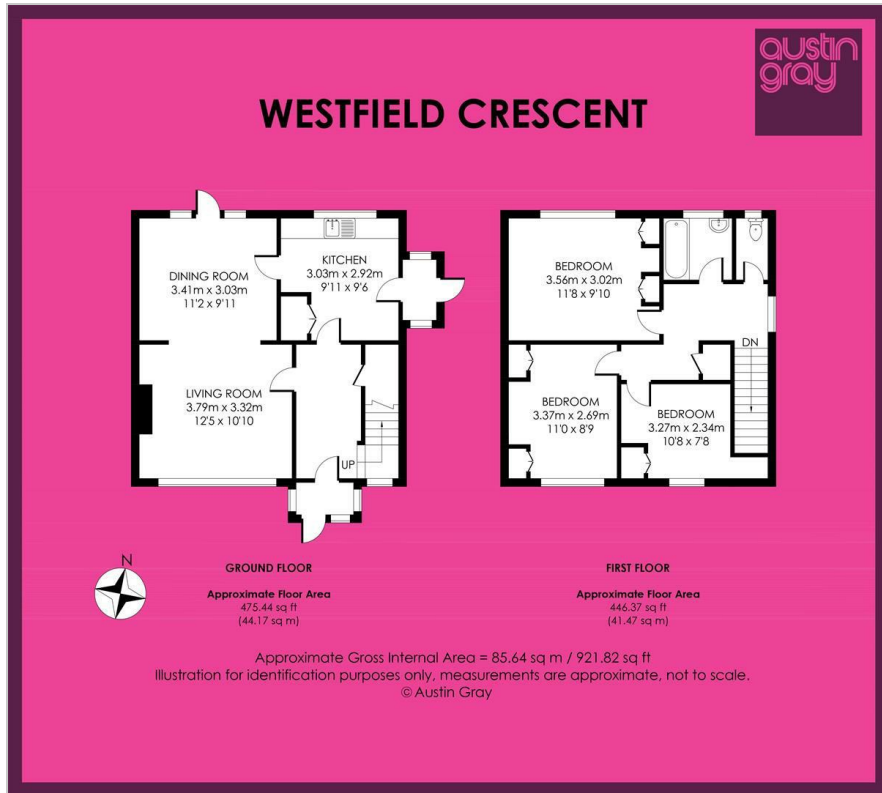 austin
gray
WESTFIELD CRESCENT
DINING ROOM
3.41m x 3.03m
11'2 x 9'11
KITCHEN
3.03m x 2.92m
9'11 x 9'6
LIVING ROOM
3.79m x 3.32m
12'5 x 10'10
UP
BEDROOM
3.56m x 3.02m
11'8 x 9'10
DN
BEDROOM
3.37m x 2.69m
11'0 x 8'9
BEDROOM
3.27m x 2.34m
10'8 x 7'8
N
GROUND FLOOR
Approximate Floor Area
475.44 sq ft
(44.17 sq m)
FIRST FLOOR
Approximate Floor Area
446.37 sq ft
(41.47 sq m)
Approximate Gross Internal Area = 85.64 sq m / 921.82 sq ft
Illustration for identification purposes only, measurements are approximate, not to scale.
© Austin Gray